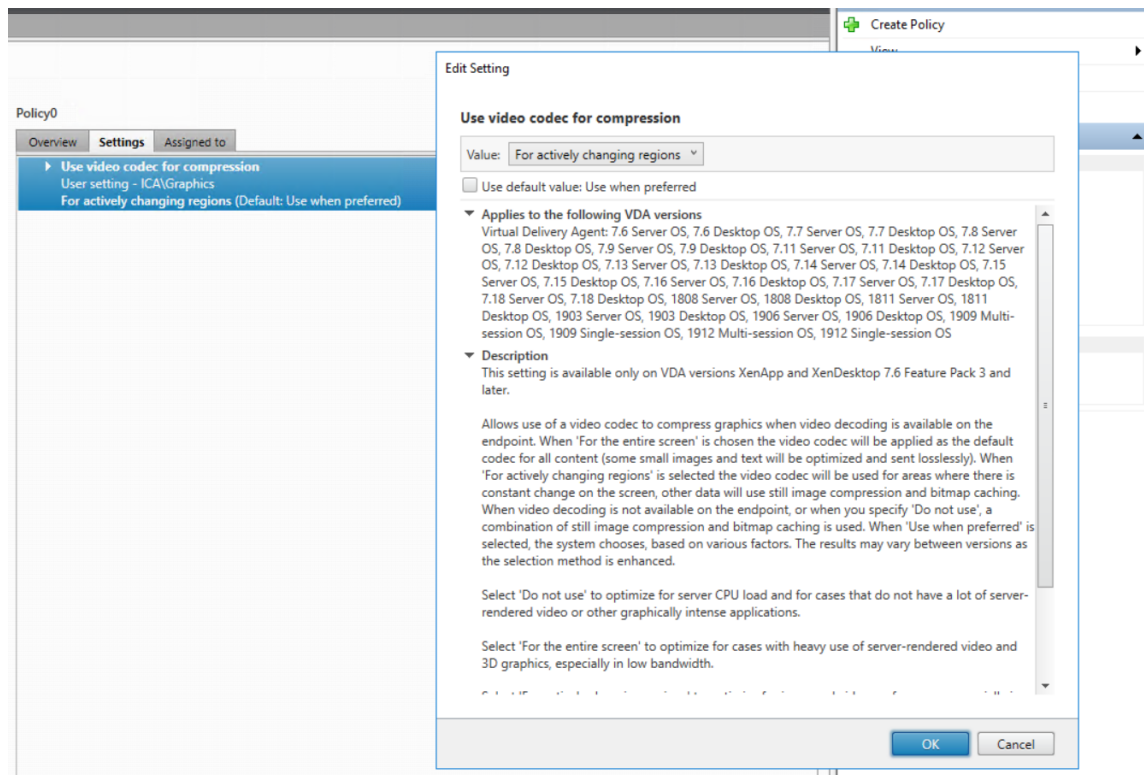 Create Policy
View
Edit Setting
Policy0
Overview Settings Assigned to
Use video codec for compression
User setting - ICA\Graphics
For actively changing regions (Default: Use when preferred)
Use video codec for compression
Value: For actively changing regions
Use default value: Use when preferred
Applies to the following VDA versions
Virtual Delivery Agent: 7.6 Server OS, 7.6 Desktop OS, 7.7 Server OS, 7.7 Desktop OS, 7.8 Server
OS, 7.8 Desktop OS, 7.9 Server OS, 7.9 Desktop OS, 7.11 Server OS, 7.11 Desktop OS, 7.12 Server
OS, 7.12 Desktop OS, 7.13 Server OS, 7.13 Desktop OS, 7.14 Server OS, 7.14 Desktop OS, 7.15
Server OS, 7.15 Desktop OS, 7.16 Server OS, 7.16 Desktop OS, 7.17 Server OS, 7.17 Desktop OS,
7.18 Server OS, 7.18 Desktop OS, 1808 Server OS, 1808 Desktop OS, 1811 Server OS, 1811
Desktop OS, 1903 Server OS, 1903 Desktop OS, 1906 Server OS, 1906 Desktop OS, 1909 Multi-
session OS, 1909 Single-session OS, 1912 Multi-session OS, 1912 Single-session OS
Description
This setting is available only on VDA versions XenApp and XenDesktop 7.6 Feature Pack 3 and
later.
Allows use of a video codec to compress graphics when video decoding is available on the
endpoint. When 'For the entire screen' is chosen the video codec will be applied as the default
codec for all content (some small images and text will be optimized and sent losslessly). When
'For actively changing regions' is selected the video codec will be used for areas where there is
constant change on the screen, other data will use still image compression and bitmap caching.
When video decoding is not available on the endpoint, or when you specify 'Do not use', a
combination of still image compression and bitmap caching is used. When 'Use when preferred' is
selected, the system chooses, based on various factors. The results may vary between versions as
the selection method is enhanced.
Select 'Do not use' to optimize for server CPU load and for cases that do not have a lot of server-
rendered video or other graphically intense applications.
Select 'For the entire screen' to optimize for cases with heavy use of server-rendered video and
3D graphics, especially in low bandwidth.
OK Cancel